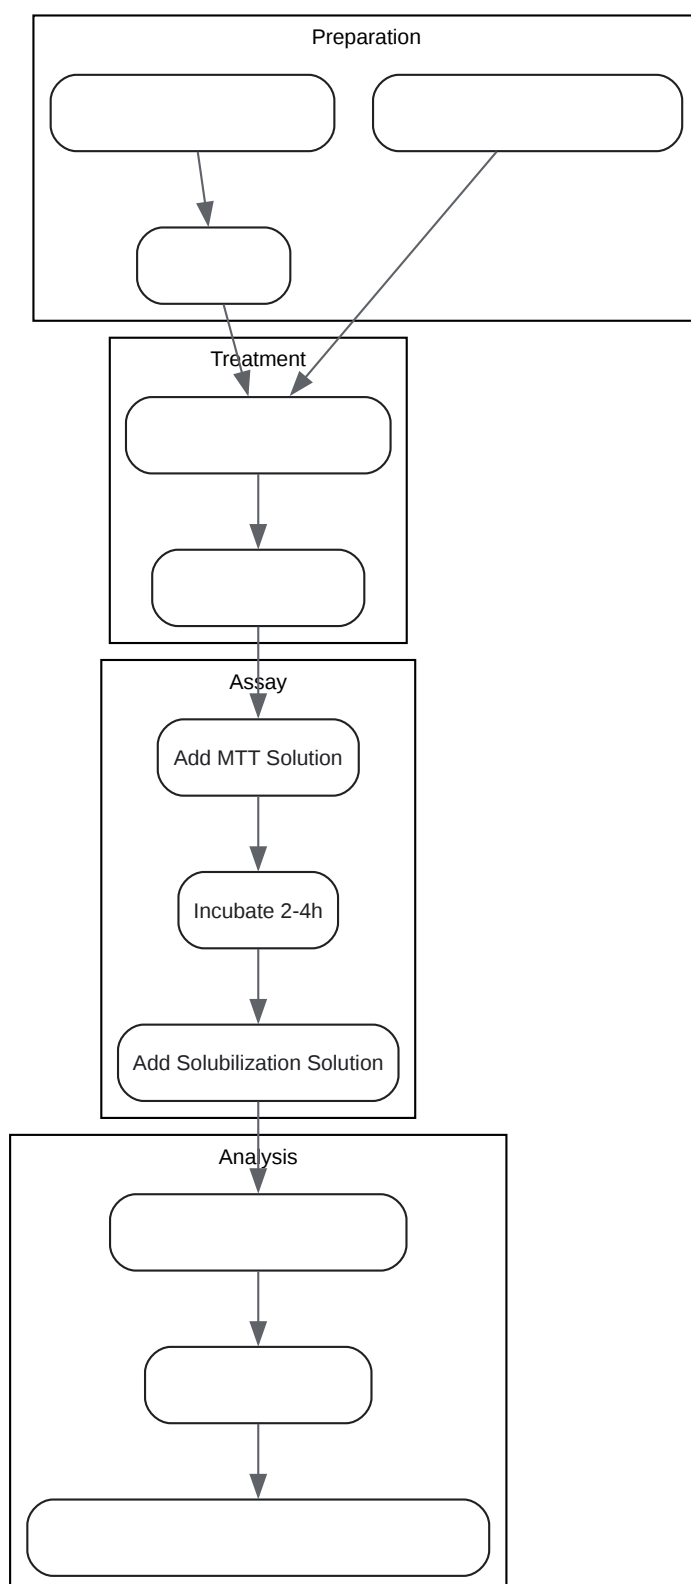 Preparation
Treatment
Assay
Add MTT Solution
Incubate 2-4h
Add Solubilization Solution
Analysis